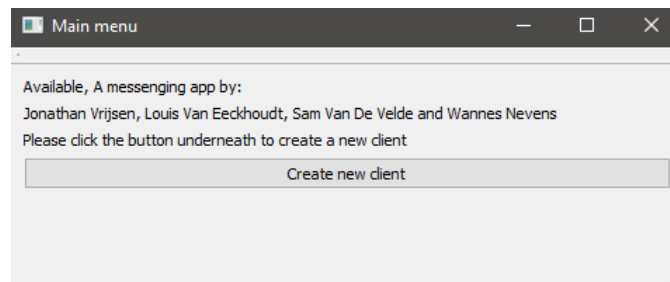 Main menu
Available, A messenging app by:
Jonathan Vrijsen, Louis Van Eeckhoudt, Sam Van De Velde and Wannes Nevens
Please click the button underneath to create a new client
Create new client